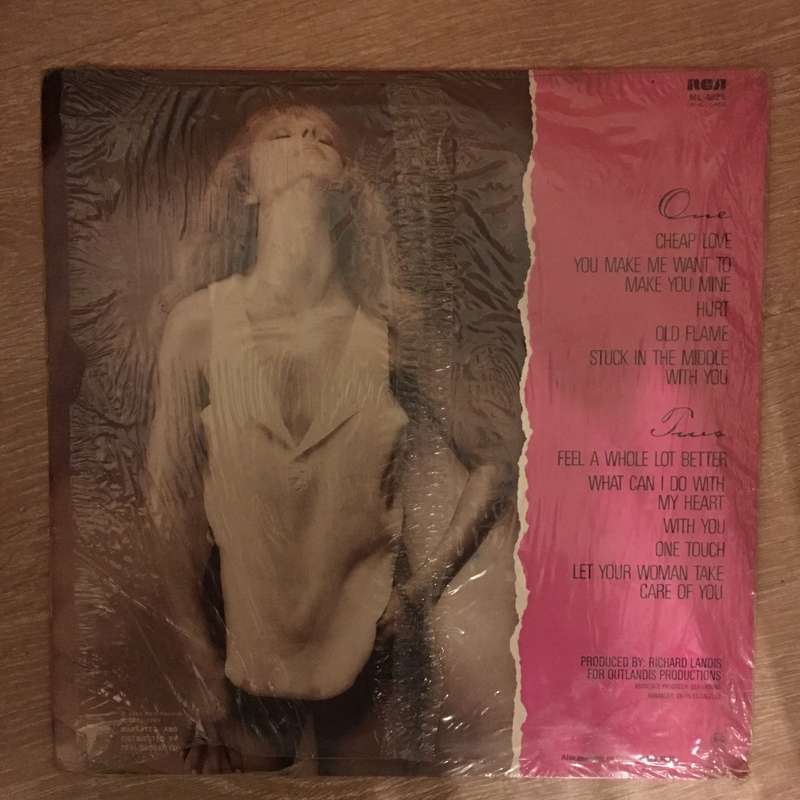 RCA
One
CHEAP LOVE
YOU MAKE ME WANT TO
MAKE YOU MINE
HURT
OLD FLAME
STUCK IN THE MIDDLE
WITH YOU
Two
FEEL A WHOLE LOT BETTER
WHAT CAN I DO WITH
MY HEART
WITH YOU
ONE TOUCH
LET YOUR WOMAN TAKE
CARE OF YOU
PRODUCED BY: RICHARD LANDIS
FOR OUTLANDIS PRODUCTIONS
ASSOCIATE PRODUCER: